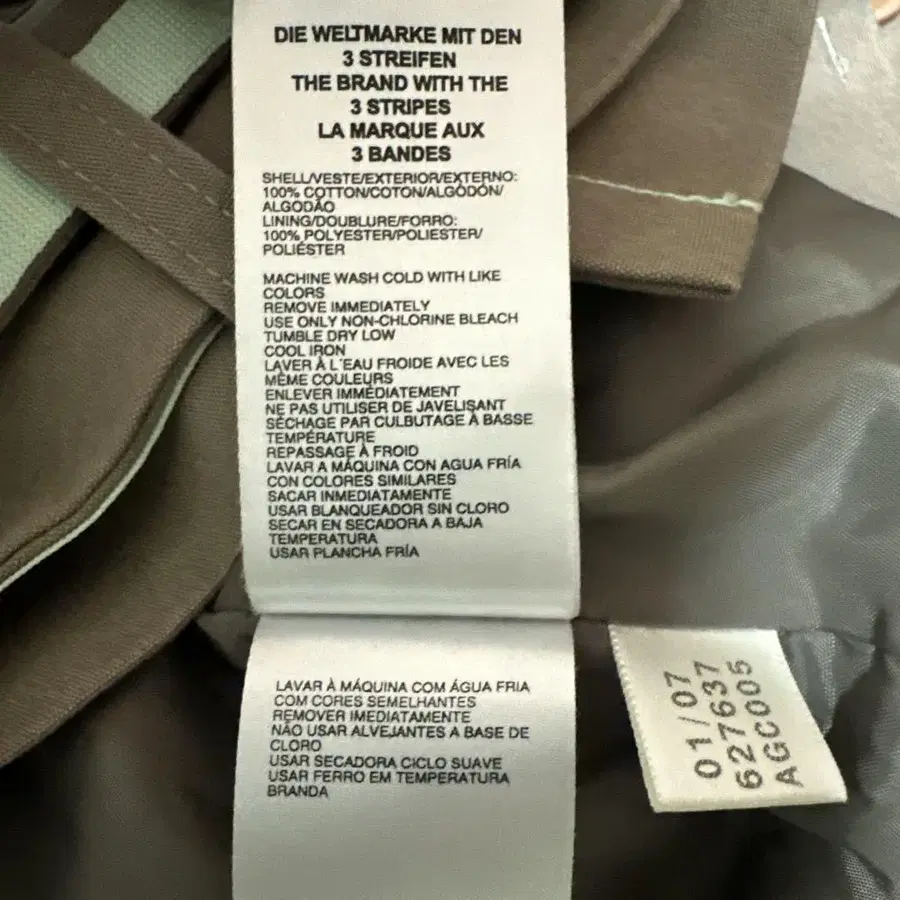 DIE WELTMARKE MIT DEN
3 STREIFEN
THE BRAND WITH THE
3 STRIPES
LA MARQUE AUX
3 BANDES
SHELL/VESTE/EXTERIOR/EXTERNO:
100% COTTON/COTON/ALGODÓN/
ALGODÃO
LINING/DOUBLURE/FORRO:
100% POLYESTER/POLIESTER/
POLIÉSTER
MACHINE WASH COLD WITH LIKE
COLORS
REMOVE IMMEDIATELY
USE ONLY NON-CHLORINE BLEACH
TUMBLE DRY LOW
COOL IRON
LAVER À L'EAU FROIDE AVEC LES
MÊME COULEURS
ENLEVER IMMÉDIATEMENT
NE PAS UTILISER DE JAVELISANT
SÉCHAGE PAR CULBUTAGE À BASSE
TEMPÉRATURE
REPASSAGE À FROID
LAVAR A MÁQUINA CON AGUA FRÍA
CON COLORES SIMILARES
SACAR INMEDIATAMENTE
USAR BLANQUEADOR SIN CLORO
SECAR EN SECADORA A BAJA
TEMPERATURA
USAR PLANCHA FRÍA
LAVAR À MÁQUINA COM ÁGUA FRIA
COM CORES SEMELHANTES
REMOVER IMEDIATAMENTE
NÃO USAR ALVEJANTES A BASE DE
CLORO
USAR SECADORA CICLO SUAVE
USAR FERRO EM TEMPERATURA
BRANDA
01/07
627637
AGC005